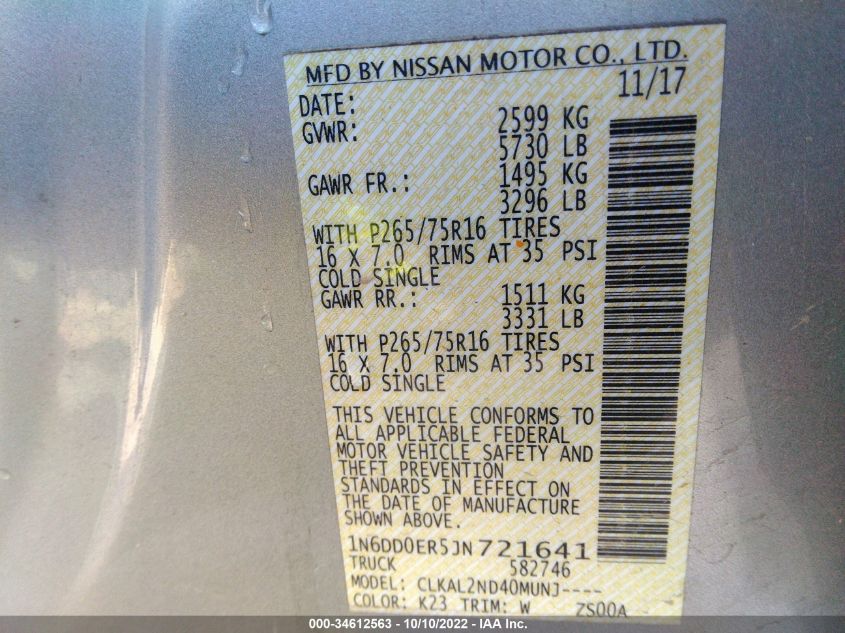 MFD BY NISSAN MOTOR CO., LTD.
DATE: 11/17
GVWR: 2599 KG
5730 LB
GAWR FR.: 1495 KG
3296 LB
WITH P265/75R16 TIRES
16 X 7.0 RIMS AT 35 PSI
COLD SINGLE
GAWR RR.: 1511 KG
3331 LB
WITH P265/75R16 TIRES
16 X 7.0 RIMS AT 35 PSI
COLD SINGLE
THIS VEHICLE CONFORMS TO
ALL APPLICABLE FEDERAL
MOTOR VEHICLE SAFETY AND
THEFT PREVENTION
STANDARDS IN EFFECT ON
THE DATE OF MANUFACTURE
SHOWN ABOVE.
1N6DD0ER5JN721641
TRUCK 582746
MODEL: CLKAL2ND40MUNJ----
COLOR: K23 TRIM: W ZS00A
000-34612563 - 10/10/2022 - IAA Inc.